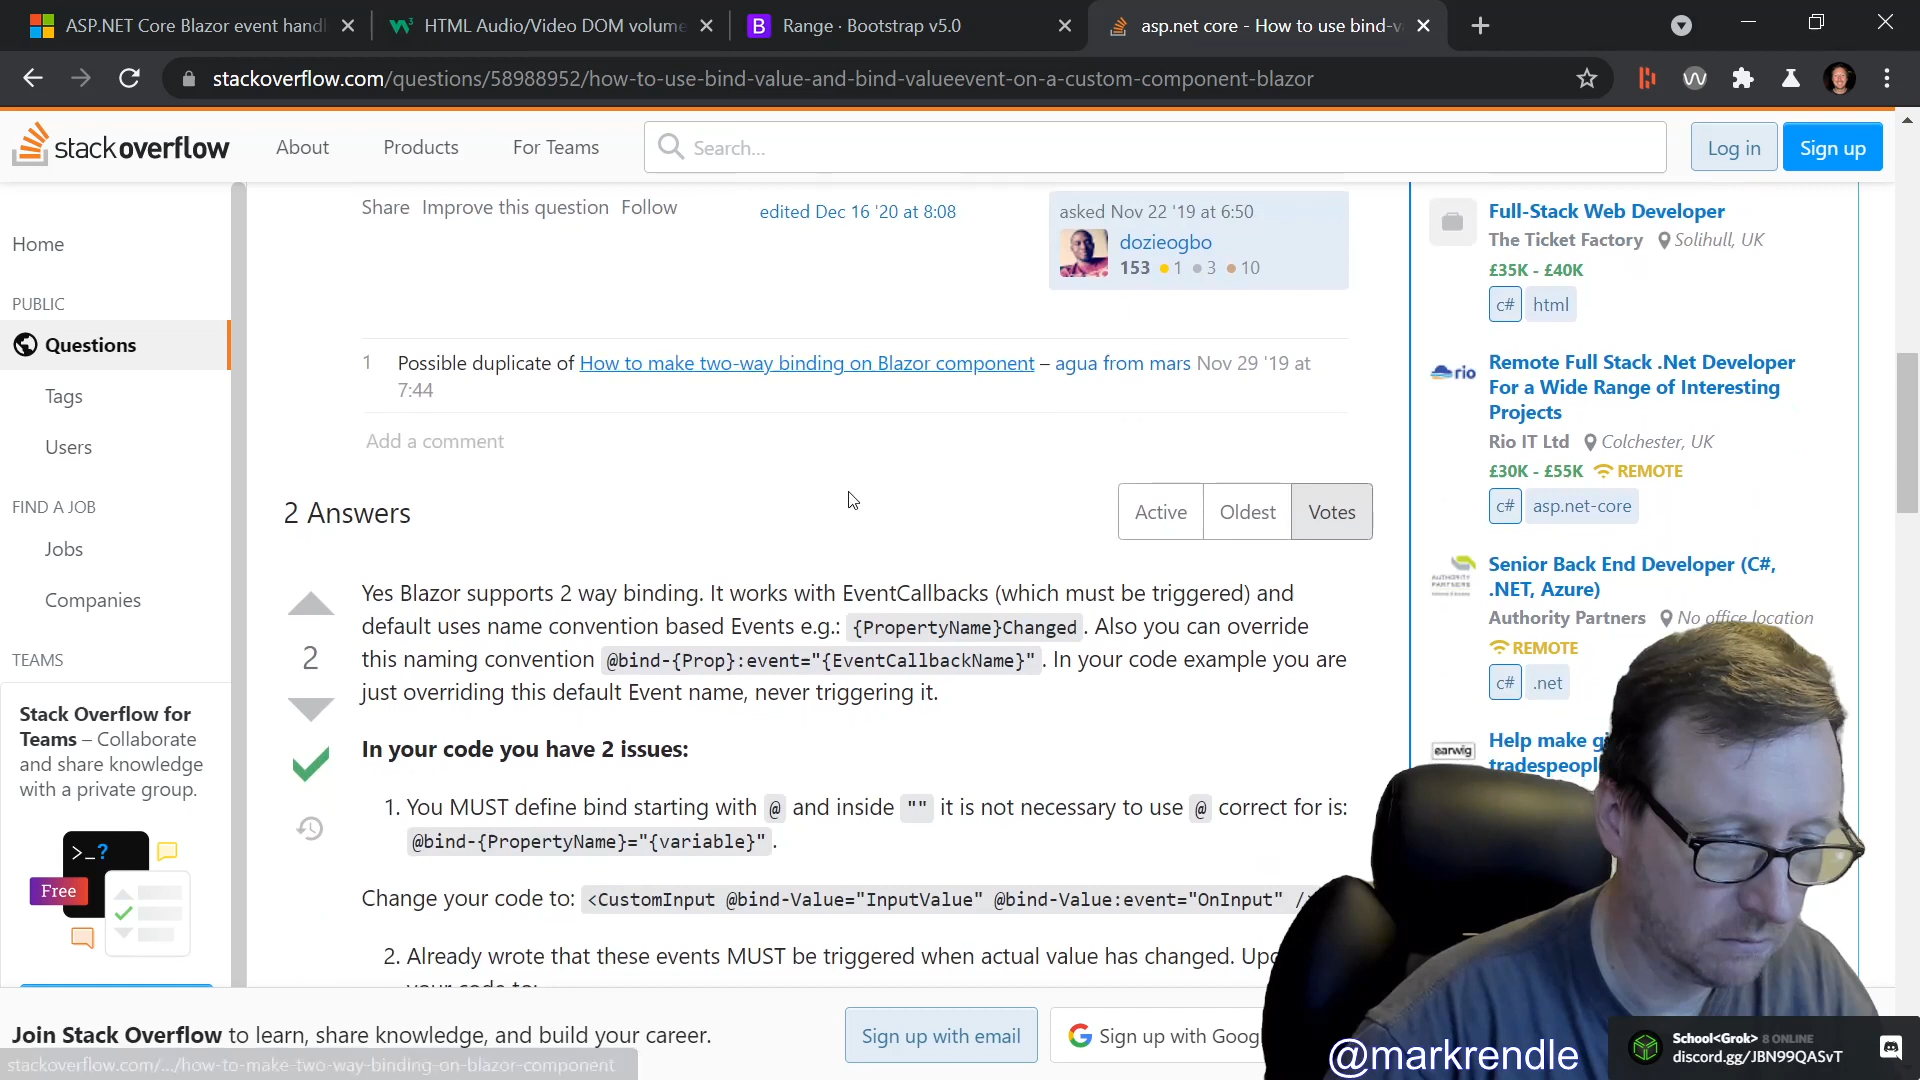 ASP.NET Core Blazor event handl
HTML Audio/Video DOM volume
Range · Bootstrap v5.0
asp.net core - How to use bind-v
stackoverflow.com/questions/58988952/how-to-use-bind-value-and-bind-valueevent-on-a-custom-component-blazor
stackoverflow
About
Products
For Teams
Search...
Log in
Sign up
Home
PUBLIC
Questions
Tags
Users
FIND A JOB
Jobs
Companies
TEAMS
Stack Overflow for
Teams – Collaborate
and share knowledge
with a private group.
>_?
Free
Share Improve this question Follow
edited Dec 16 '20 at 8:08
asked Nov 22 '19 at 6:50
dozieogbo
153 1 3 10
1 Possible duplicate of How to make two-way binding on Blazor component – agua from mars Nov 29 '19 at
7:44
Add a comment
2 Answers
Active
Oldest
Votes
2
Yes Blazor supports 2 way binding. It works with EventCallbacks (which must be triggered) and
default uses name convention based Events e.g.: {PropertyName}Changed. Also you can override
this naming convention @bind-{Prop}:event="{EventCallbackName}". In your code example you are
just overriding this default Event name, never triggering it.
In your code you have 2 issues:
1. You MUST define bind starting with @ and inside "" it is not necessary to use @ correct for is:
@bind-{PropertyName}="{variable}".
Change your code to: <CustomInput @bind-Value="InputValue" @bind-Value:event="OnInput" /
2. Already wrote that these events MUST be triggered when actual value has changed.
Full-Stack Web Developer
The Ticket Factory Solihull, UK
£35K - £40K
c# html
rio
Remote Full Stack .Net Developer
For a Wide Range of Interesting
Projects
Rio IT Ltd Colchester, UK
£30K - £55K REMOTE
c# asp.net-core
AUTHORITY
PARTNERS
Senior Back End Developer (C#,
.NET, Azure)
Authority Partners No office location
REMOTE
c# .net
earwig
Help make
Join Stack Overflow to learn, share knowledge, and build your career.
Sign up with email
Sign up with Goog
stackoverflow.com/.../how-to-make-two-way-binding-on-blazor-component
@markrendle
School<Grok> 8 ONLINE
discord.gg/JBN99QASvT